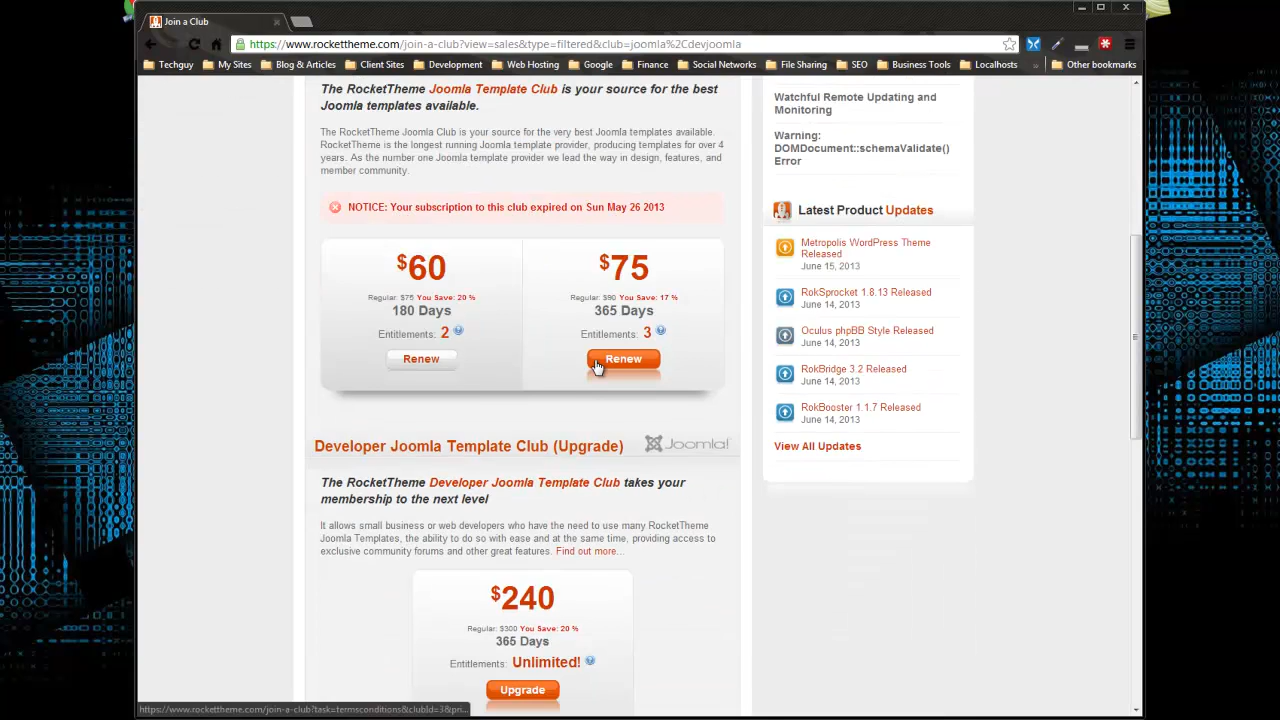 Join a Club
https://www.rockettheme.com/join-a-club?view=sales&type=filtered&club=joomla%2Cdevjoomla
Techguy
My Sites
Blog & Articles
Client Sites
Development
Web Hosting
Google
Finance
Social Networks
File Sharing
SEO
Business Tools
Localhosts
»
Other bookmarks
The RocketTheme Joomla Template Club is your source for the best
Joomla templates available.
The RocketTheme Joomla Club is your source for the very best Joomla templates available.
RocketTheme is the longest running Joomla template provider, producing templates for over 4
years. As the number one Joomla template provider we lead the way in design, features, and
member community.
NOTICE: Your subscription to this club expired on Sun May 26 2013
$60
Regular: $75 You Save: 20 %
180 Days
Entitlements: 2
Renew
$75
Regular: $90 You Save: 17 %
365 Days
Entitlements: 3
Renew
Developer Joomla Template Club (Upgrade)
Joomla!
The RocketTheme Developer Joomla Template Club takes your
membership to the next level
It allows small business or web developers who have the need to use many RocketTheme
Joomla Templates, the ability to do so with ease and at the same time, providing access to
exclusive community forums and other great features. Find out more...
$240
Regular: $300 You Save: 20 %
365 Days
Entitlements: Unlimited!
Upgrade
Watchful Remote Updating and
Monitoring
Warning:
DOMDocument::schemaValidate()
Error
Latest Product Updates
Metropolis WordPress Theme
Released
June 15, 2013
RokSprocket 1.8.13 Released
June 14, 2013
Oculus phpBB Style Released
June 14, 2013
RokBridge 3.2 Released
June 14, 2013
RokBooster 1.1.7 Released
June 14, 2013
View All Updates
https://www.rockettheme.com/join-a-club?task=termsconditions&clubId=3&pri...